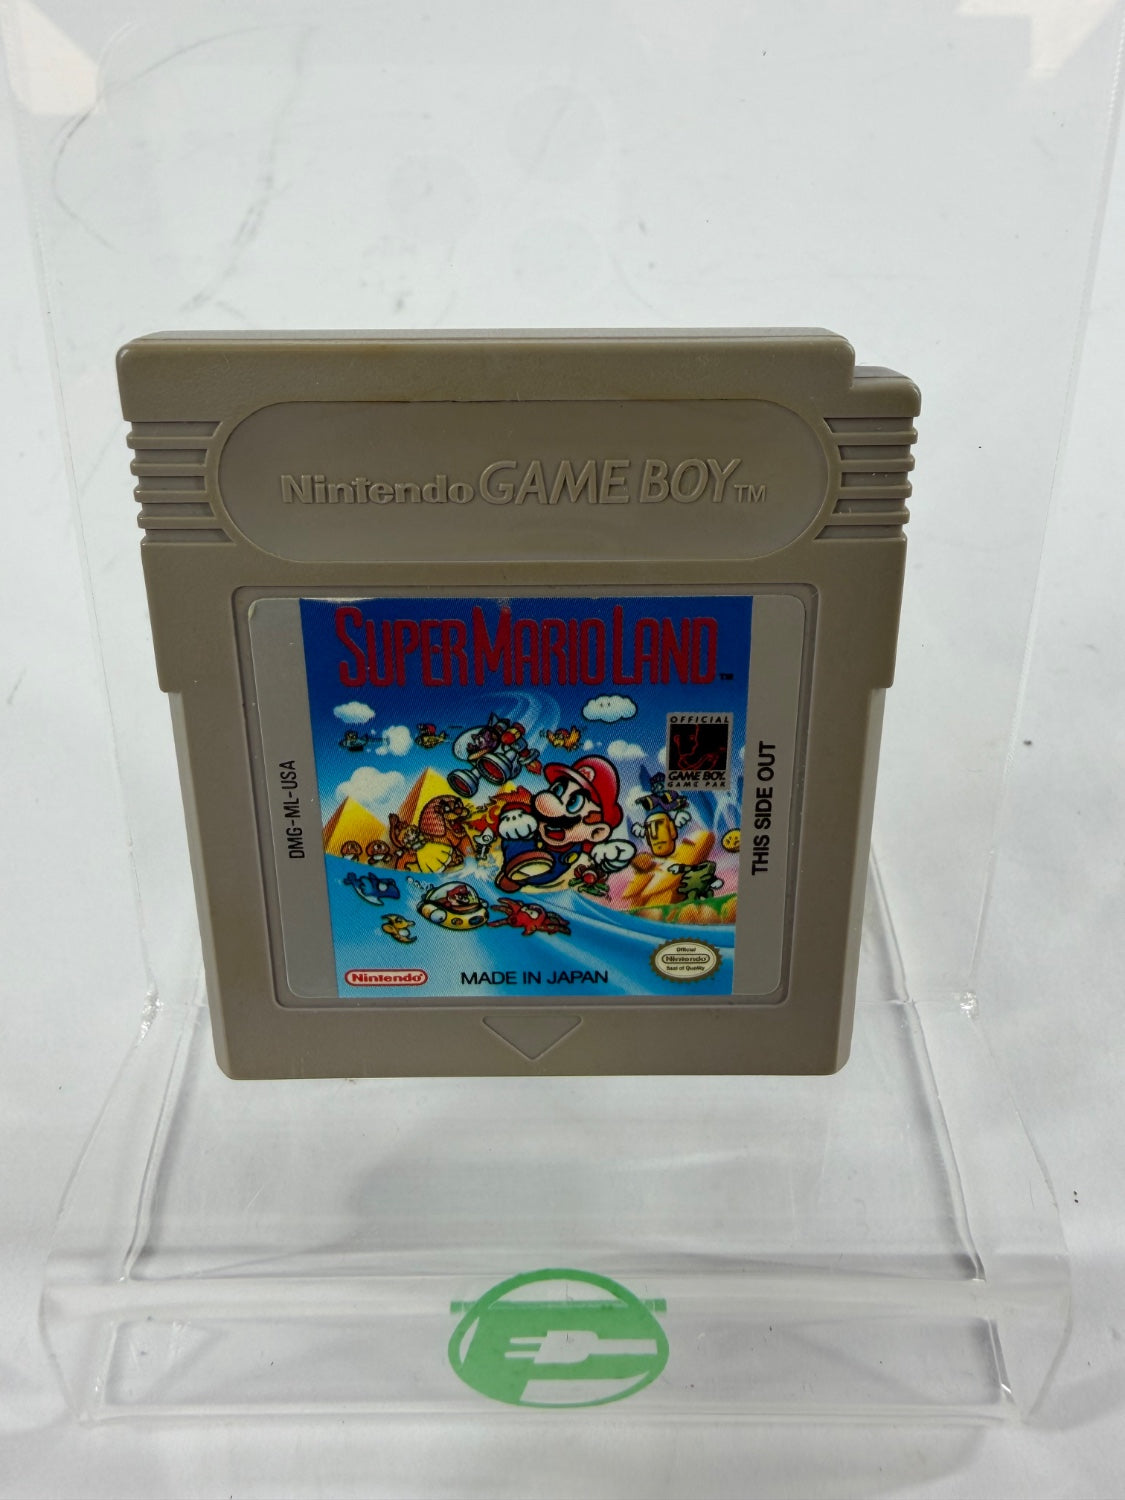 Nintendo GAME BOY TM
SUPER MARIO LAND TM
OFFICIAL
GAME BOY
GAME PAK
DMG-ML-USA
THIS SIDE OUT
Nintendo
MADE IN JAPAN
Official
Nintendo
Seal of Quality